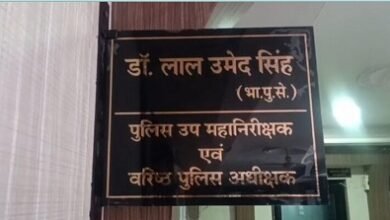 डॉ. लाल उमेद सिंह
(भा.पु.से.)
पुलिस उप महानिरीक्षक
एवं
वरिष्ठ पुलिस अधीक्षक